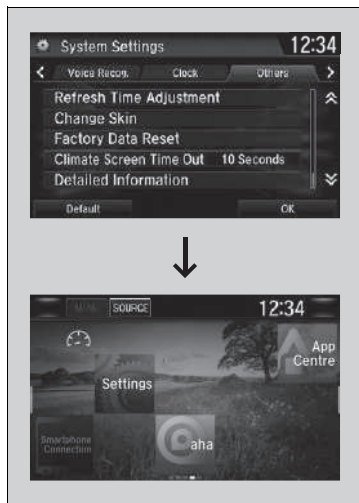 System Settings
12:34
Voice Recog.
Clock
Others
Refresh Time Adjustment
Change Skin
Factory Data Reset
Climate Screen Time Out 10 Seconds
Detailed Information
Default
OK
SOURCE
12:34
App
Centre
Settings
Smartphone
Connection
aha